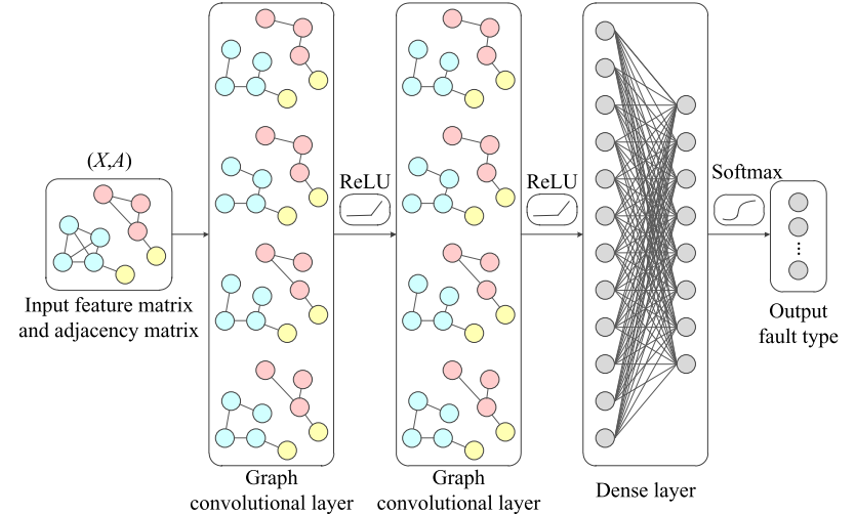 (X,A)
Input feature matrix
and adjacency matrix
Graph
convolutional layer
ReLU
Graph
convolutional layer
ReLU
Dense layer
Softmax
Output
fault type